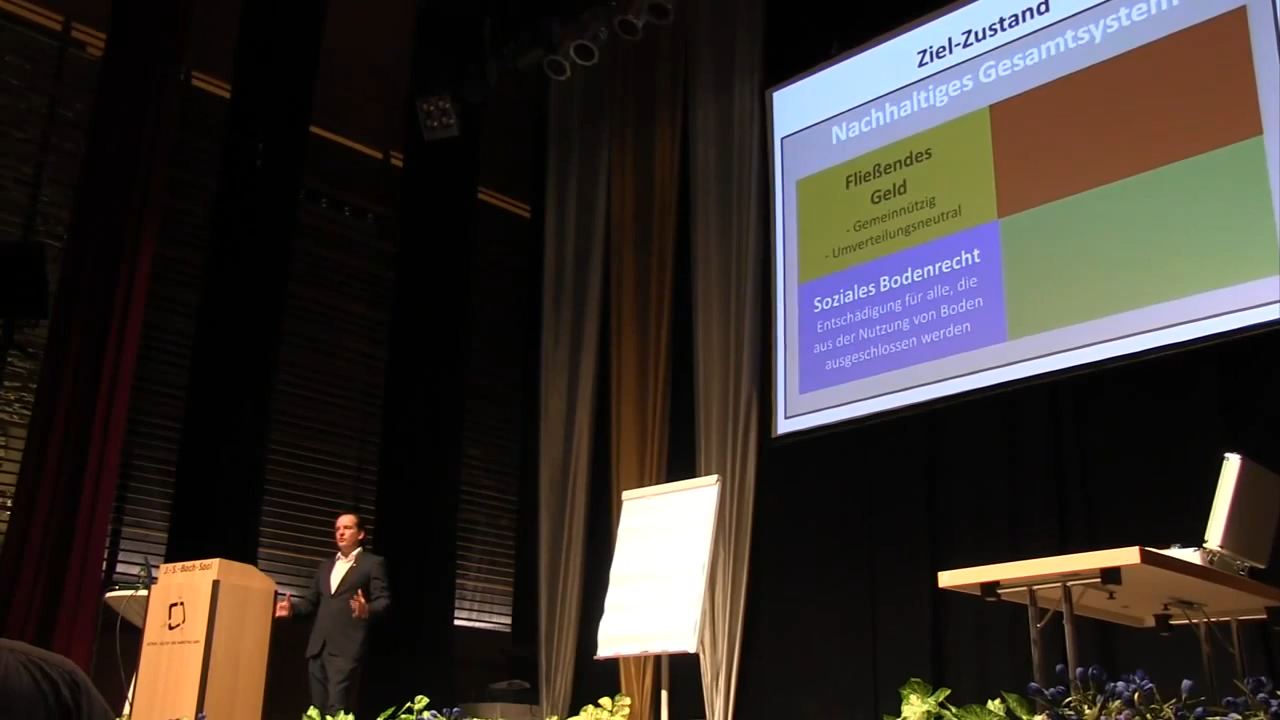 Ziel-Zustand
Nachhaltiges Gesamtsystem
Fließendes
Geld
- Gemeinnützig
- Umverteilungsneutral
Soziales Bodenrecht
Entschädigung für alle, die
aus der Nutzung von Boden
ausgeschlossen werden
J.-S.-Bach-Saal